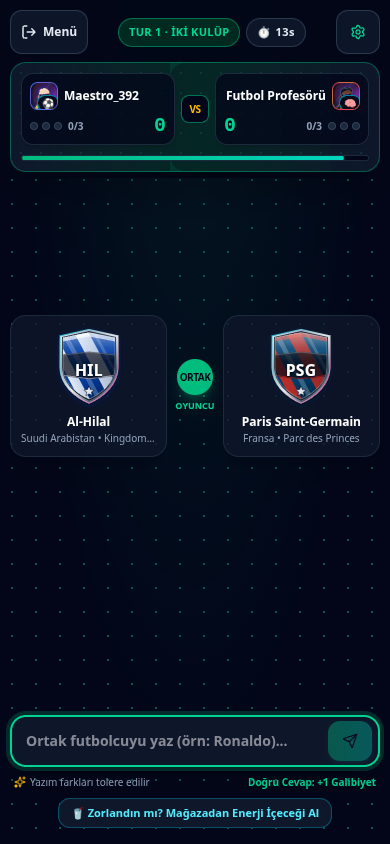 Menü
TUR 1 · İKİ KULÜP
⏱️ 13s
Maestro_392
0/3
0
VS
Futbol Profesörü
0
0/3
HIL
Al-Hilal
Suudi Arabistan • Kingdom...
ORTAK
OYUNCU
PSG
Paris Saint-Germain
Fransa • Parc des Princes
Ortak futbolcuyu yaz (örn: Ronaldo)...
✨ Yazım farkları tolere edilir
Doğru Cevap: +1 Galibiyet
🥤 Zorlandın mı? Mağazadan Enerji İçeceği Al